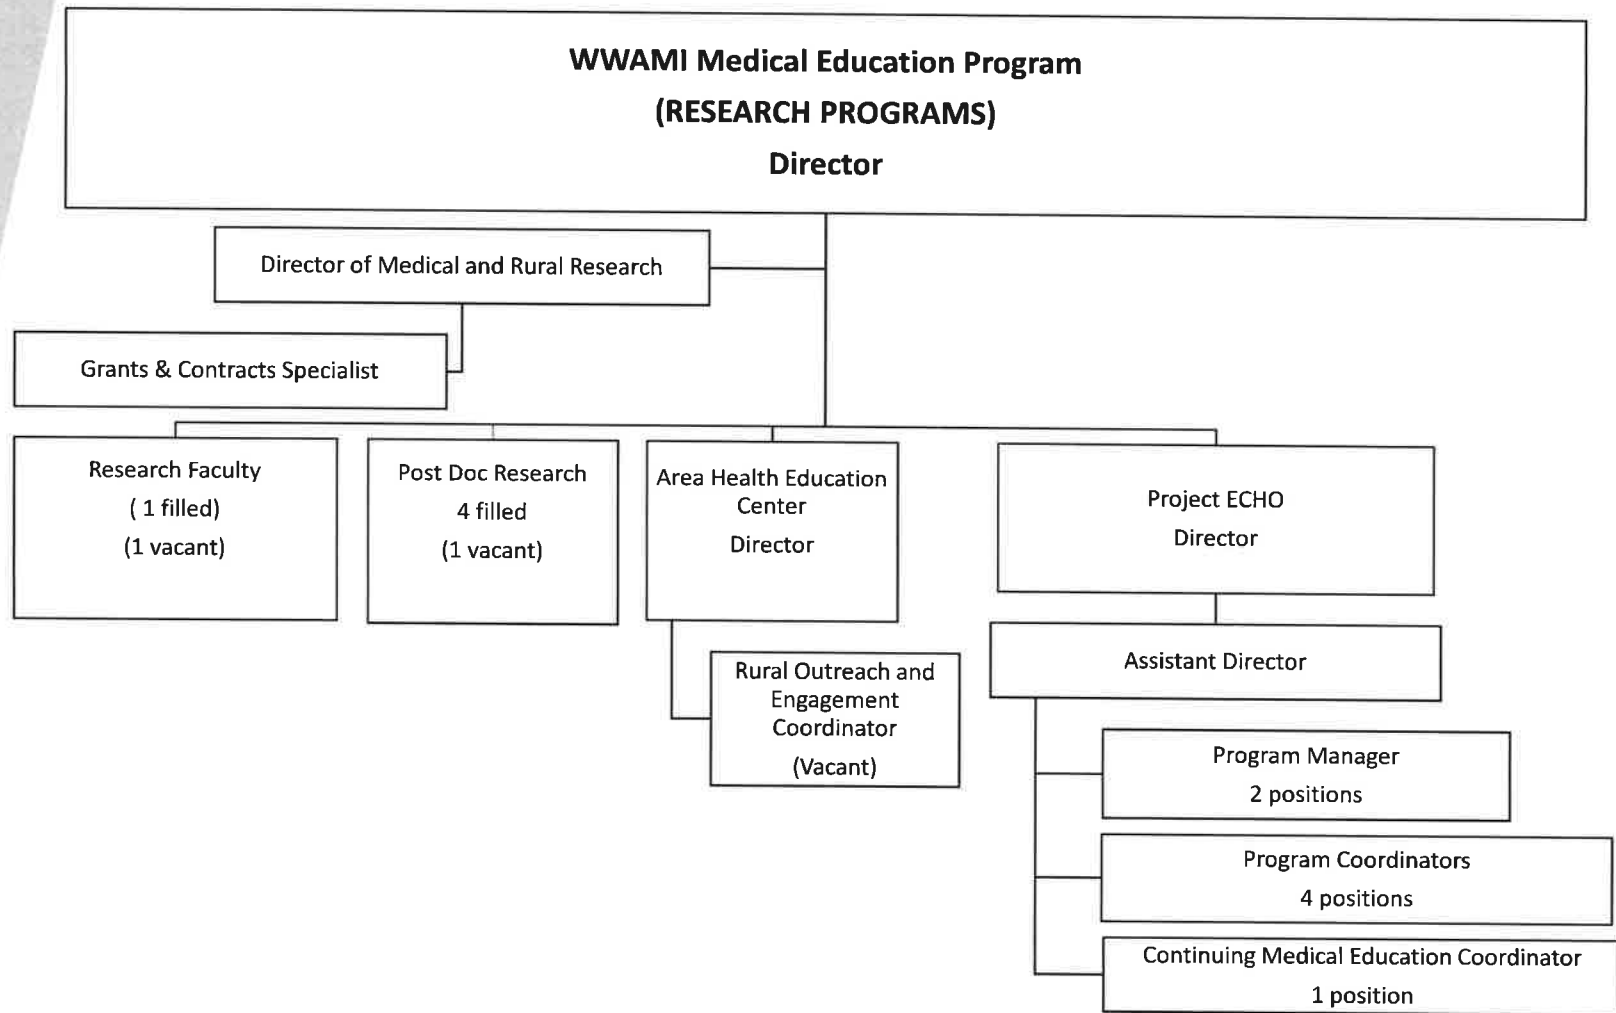 WWAMI Medical Education Program
(RESEARCH PROGRAMS)
Director
Director of Medical and Rural Research
Grants & Contracts Specialist
Research Faculty
( 1 filled)
(1 vacant)
Post Doc Research
4 filled
(1 vacant)
Area Health Education
Center
Director
Rural Outreach and
Engagement
Coordinator
(Vacant)
Project ECHO
Director
Assistant Director
Program Manager
2 positions
Program Coordinators
4 positions
Continuing Medical Education Coordinator
1 position